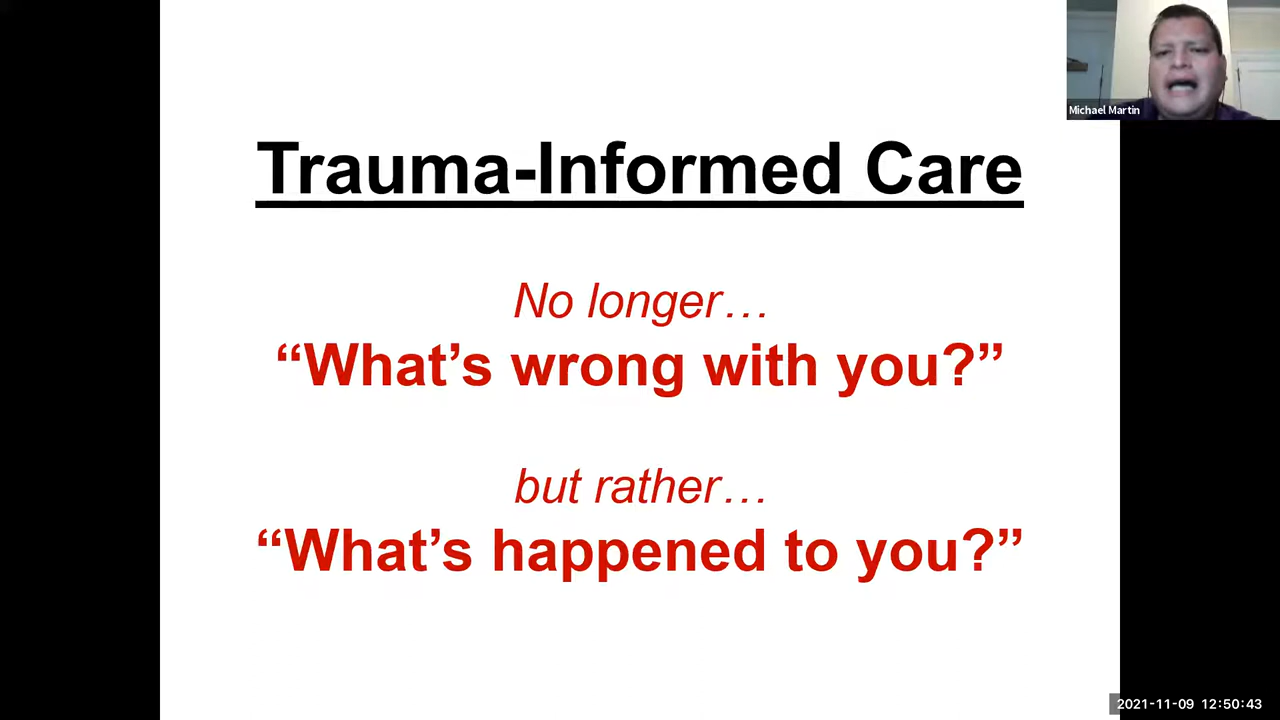 Michael Martin
Trauma-Informed Care
No longer…
“What’s wrong with you?”
but rather…
“What’s happened to you?”
2021-11-09 12:50:43